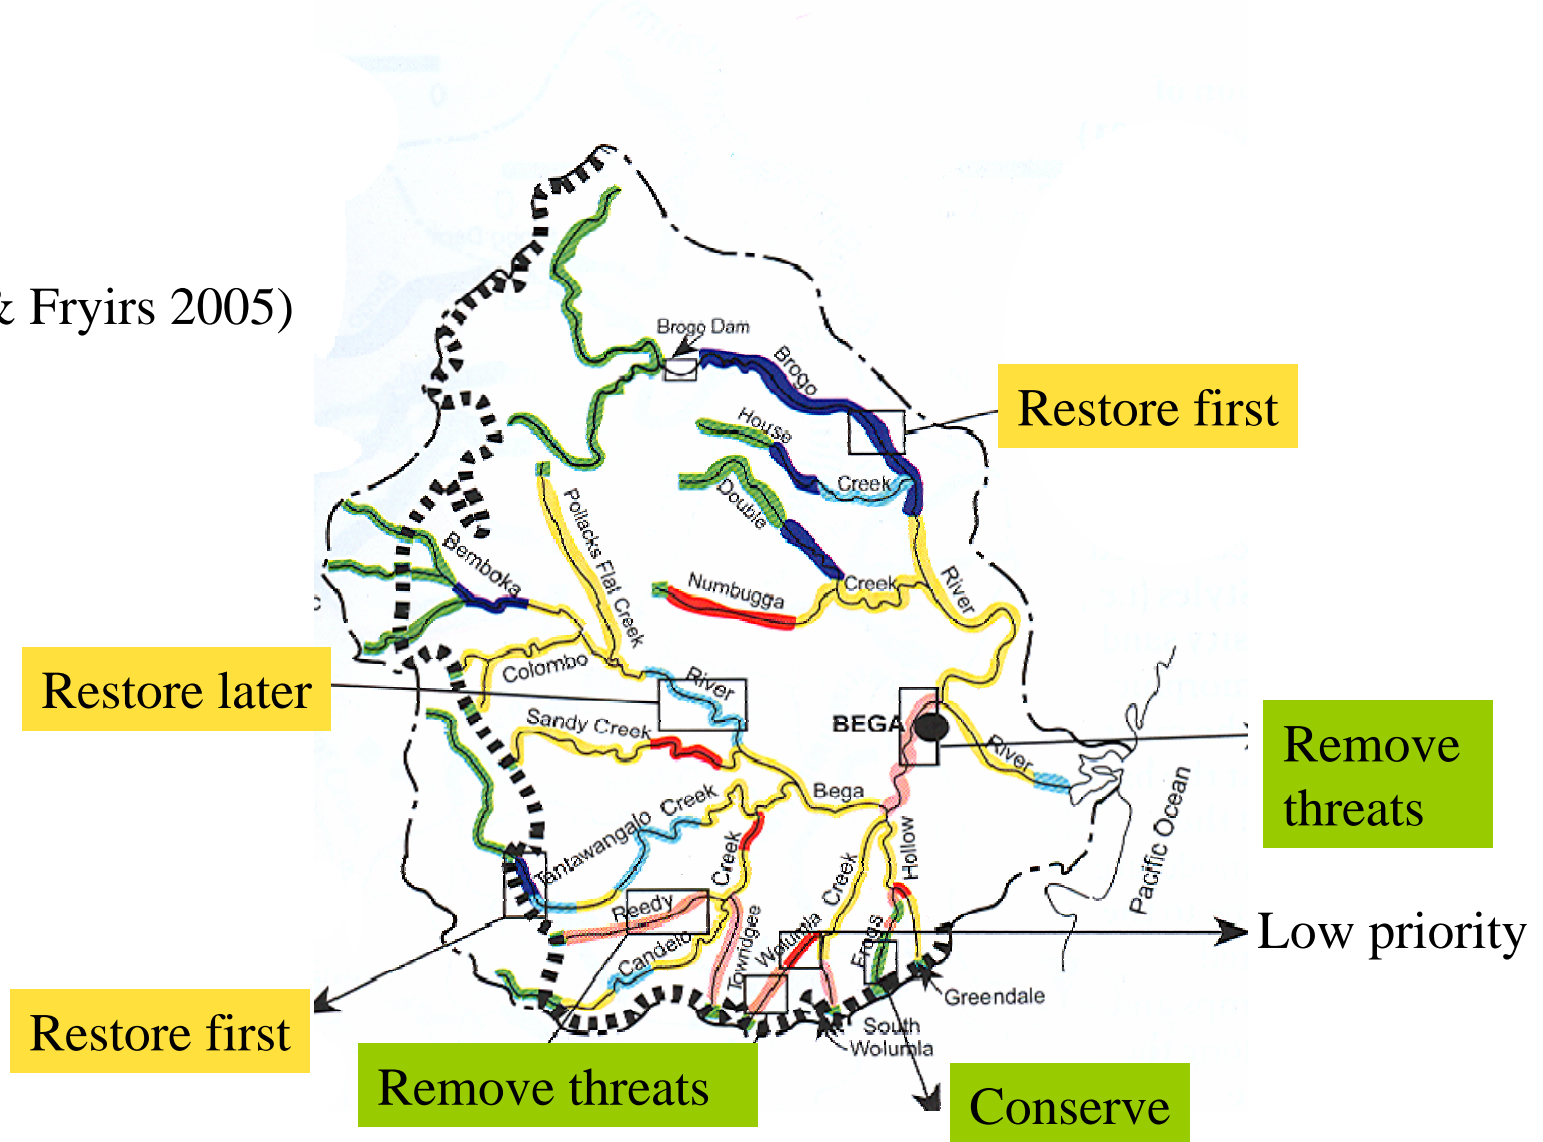 & Fryirs 2005)
Brogo Dam
Brogo
Restore first
House
Creek
Double
Pollacks Flat Creek
Bemboka
Numbugga
Creek
River
Restore later
Colombo
River
Sandy Creek
BEGA
River
Remove
threats
Bega
Tantawangalo Creek
Creek
Creek
Hollow
Pacific Ocean
Reedy
Candelo
Towridgee
Wolumla
Frogs
Low priority
Greendale
South
Wolumla
Restore first
Remove threats
Conserve